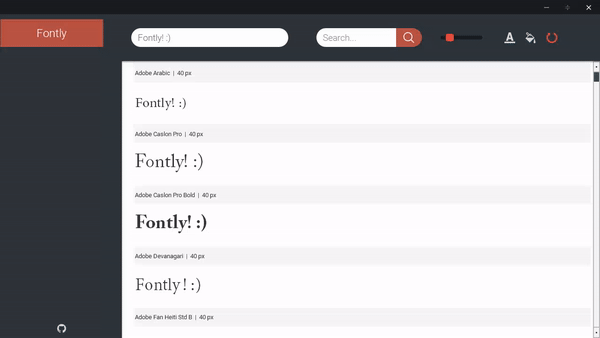 Fontly
Fontly! :)
Search...
A
Adobe Arabic | 40 px
Fontly! :)
Adobe Caslon Pro | 40 px
Fontly! :)
Adobe Caslon Pro Bold | 40 px
Fontly! :)
Adobe Devanagari | 40 px
Fontly! :)
Adobe Fan Heiti Std B | 40 px